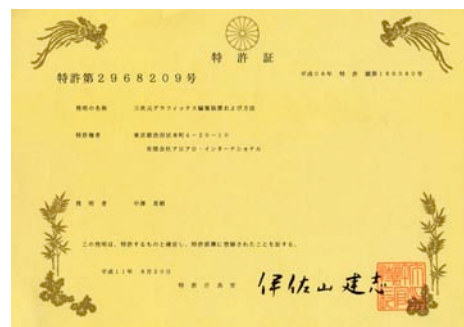 特許証
特許第2968209号
平成08年 特許願第186380号
発明の名称 三次元グラフィックス編集装置および方法
特許権者 東京都渋谷区本町4-20-10
有限会社アロアロ・インターナショナル
発明者
この発明は、特許するものと確定し、特許原簿に登録されたことを証する。
平成11年 8月20日
特許庁長官 伊佐山建志